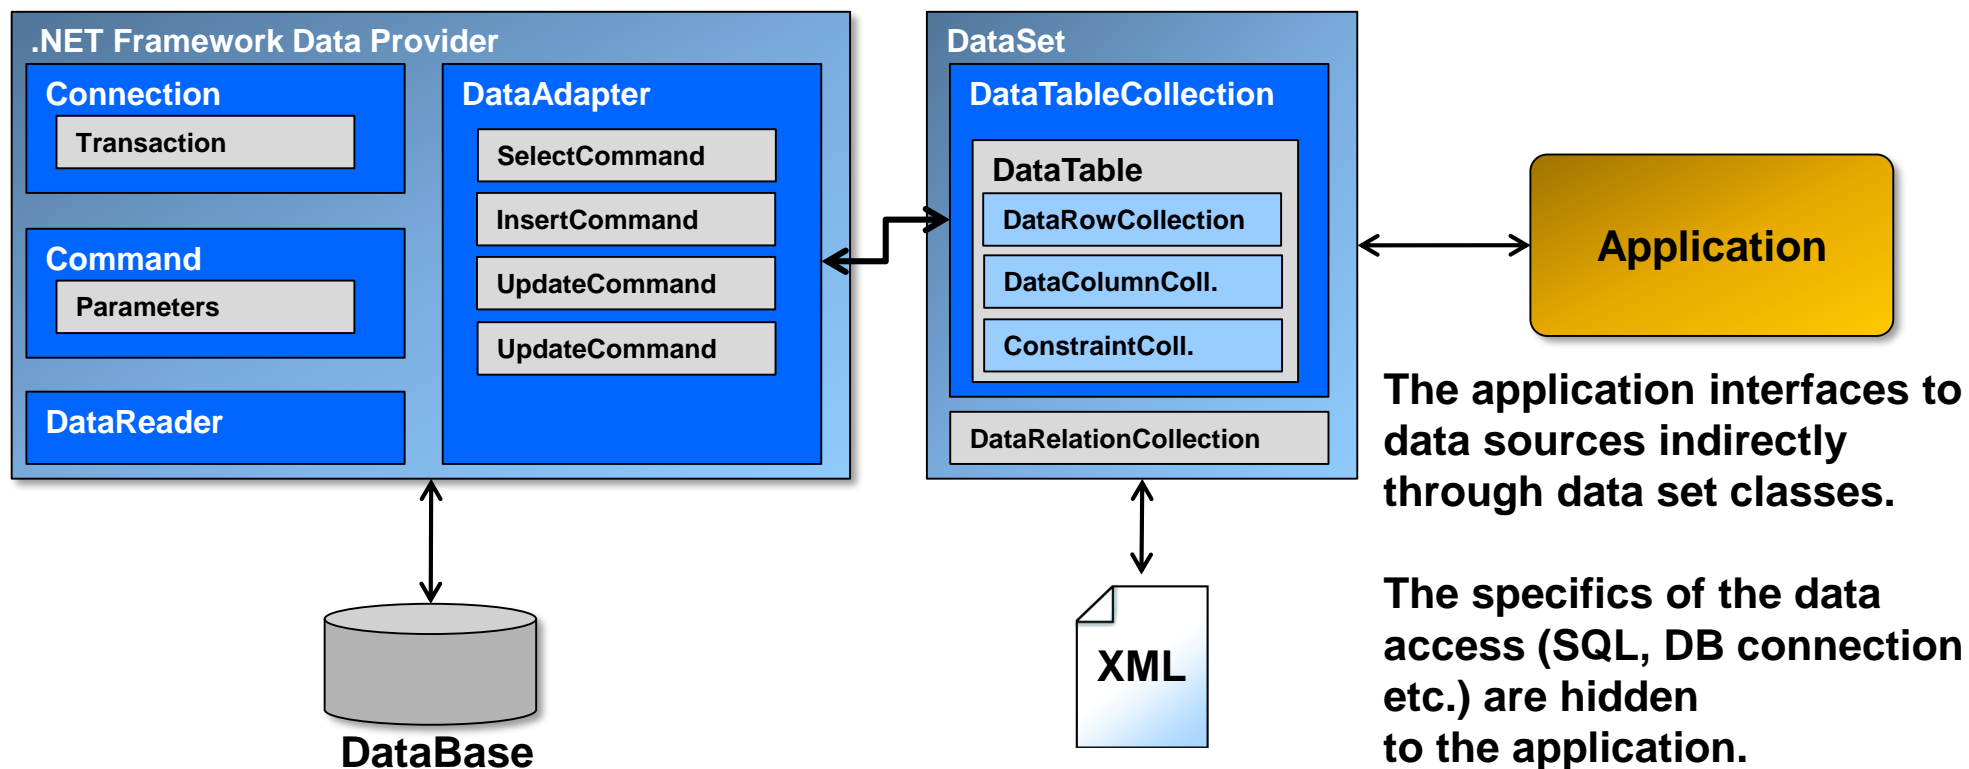 .NET Framework Data Provider
Connection
Transaction
Command
Parameters
DataReader
DataAdapter
SelectCommand
InsertCommand
UpdateCommand
UpdateCommand
DataBase
DataSet
DataTableCollection
DataTable
DataRowCollection
DataColumnColl.
ConstraintColl.
DataRelationCollection
XML
Application
The application interfaces to
data sources indirectly
through data set classes.
The specifics of the data
access (SQL, DB connection
etc.) are hidden
to the application.